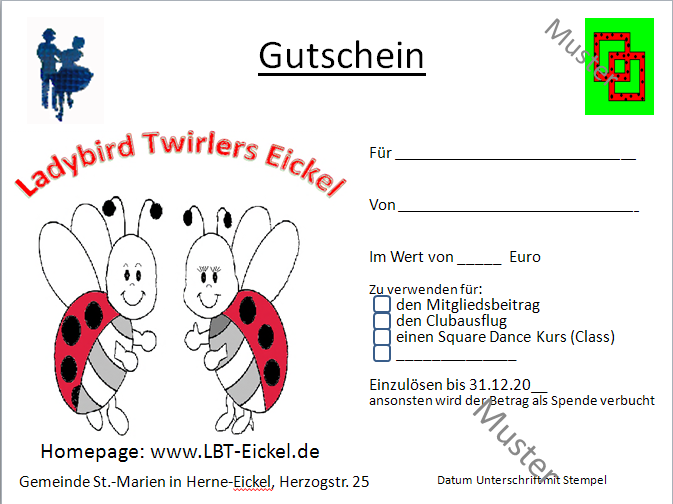 Gutschein
Muster
Ladybird Twirlers Eickel
Für ___________________________
Von ___________________________
Im Wert von _____ Euro
Zu verwenden für:
den Mitgliedsbeitrag
den Clubausflug
einen Square Dance Kurs (Class)
______________
Einzulösen bis 31.12.20__
ansonsten wird der Betrag als Spende verbucht
Muster
Homepage: www.LBT-Eickel.de
Gemeinde St.-Marien in Herne-Eickel, Herzogstr. 25
Datum Unterschrift mit Stempel